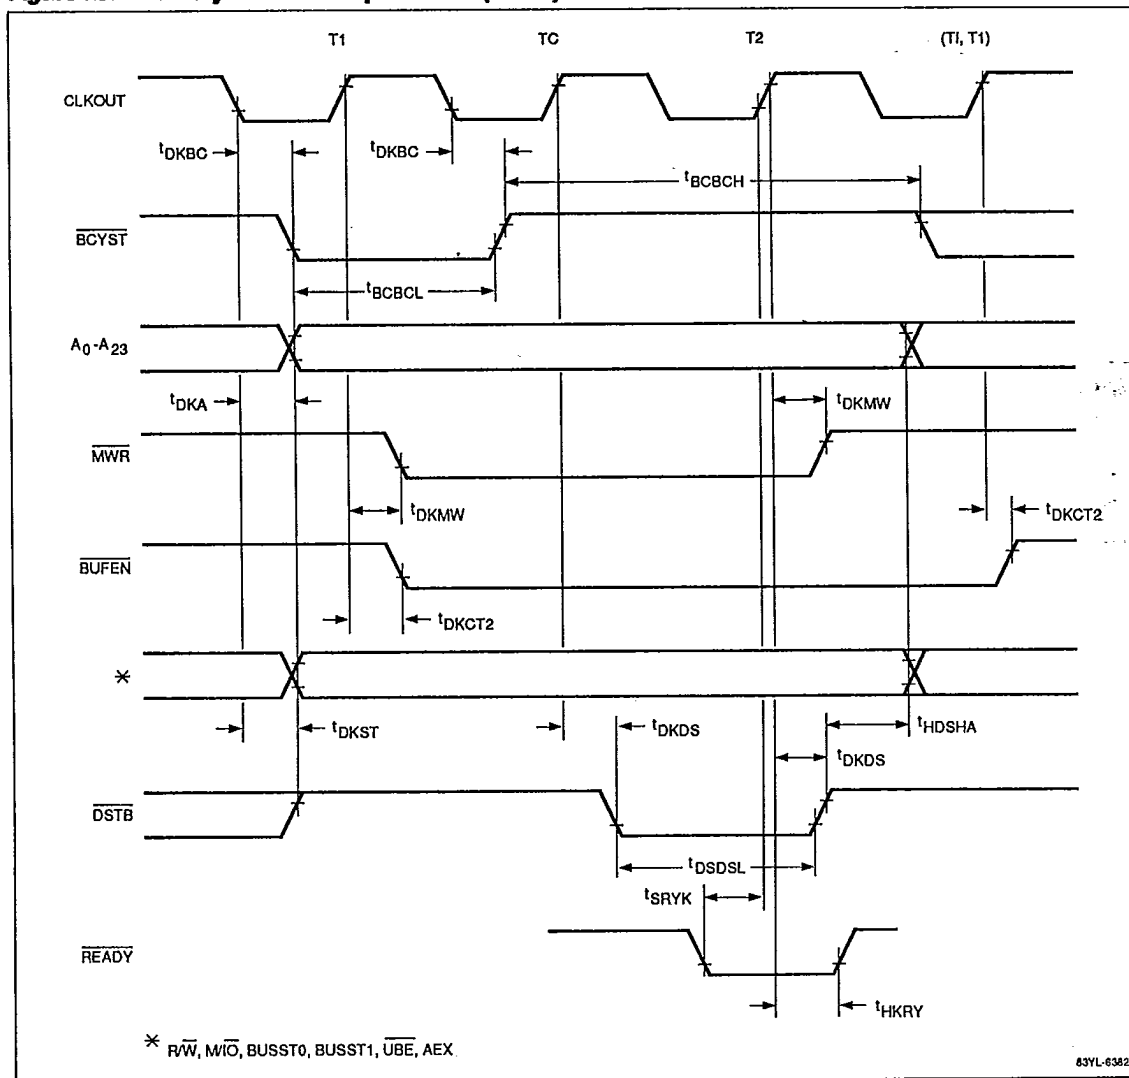 T1 TC T2 (TI, T1)
CLKOUT
tDKBC tDKBC
tBCBCH
BCYST
tBCBCL
A0-A23
tDKA tDKMW
MWR
tDKMW tDKCT2
BUFEN
tDKCT2
*
tDKST tDKDS tHDSHA
tDKDS
DSTB
tDSDSL
tSRYK
READY
tHKRY
* R/W, M/IO, BUSST0, BUSST1, UBE, AEX
83YL-6382